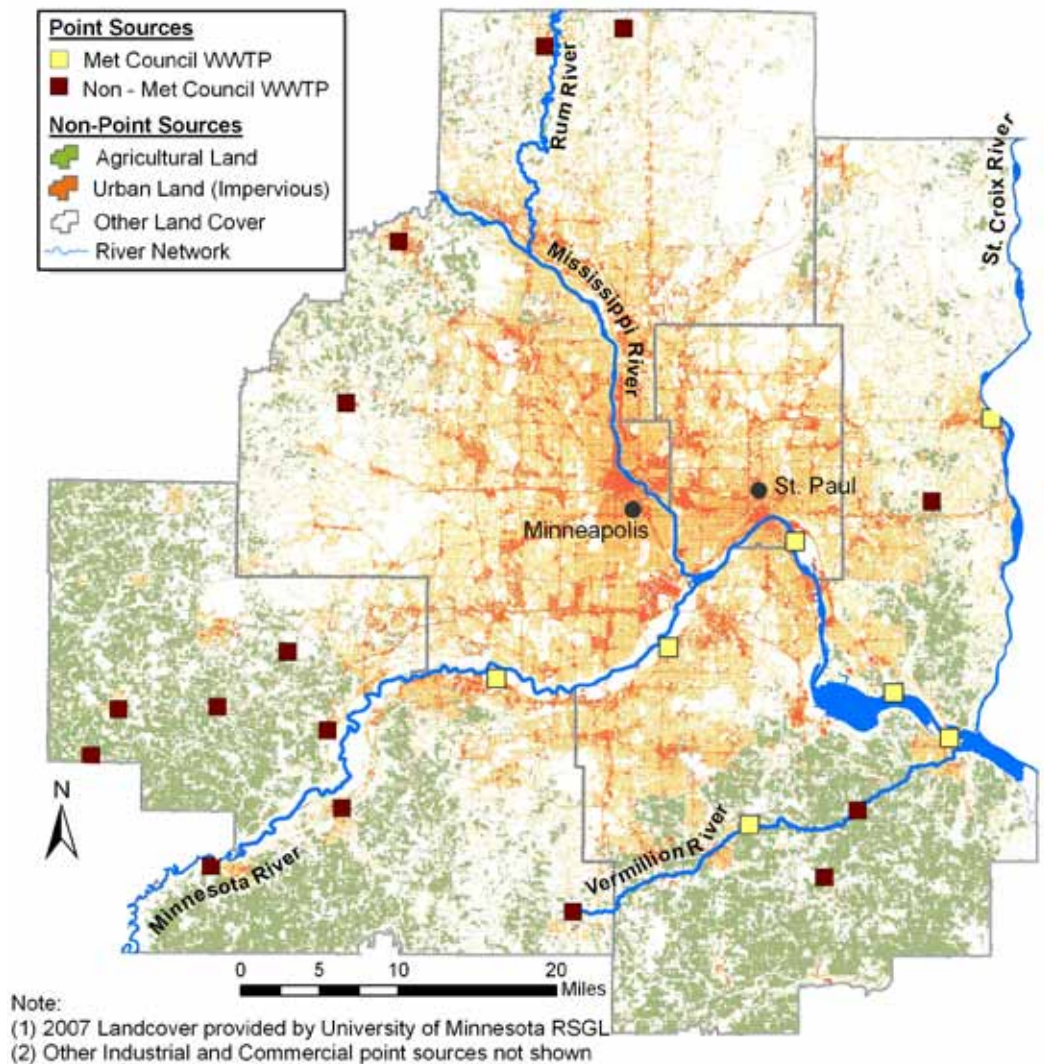 Point Sources
Met Council WWTP
Non - Met Council WWTP
Non-Point Sources
Agricultural Land
Urban Land (Impervious)
Other Land Cover
River Network
Rum River
St. Croix River
Mississippi River
St. Paul
Minneapolis
Vermillion River
Minnesota River
N
0 5 10 20
Miles
Note:
(1) 2007 Landcover provided by University of Minnesota RSGL
(2) Other Industrial and Commercial point sources not shown